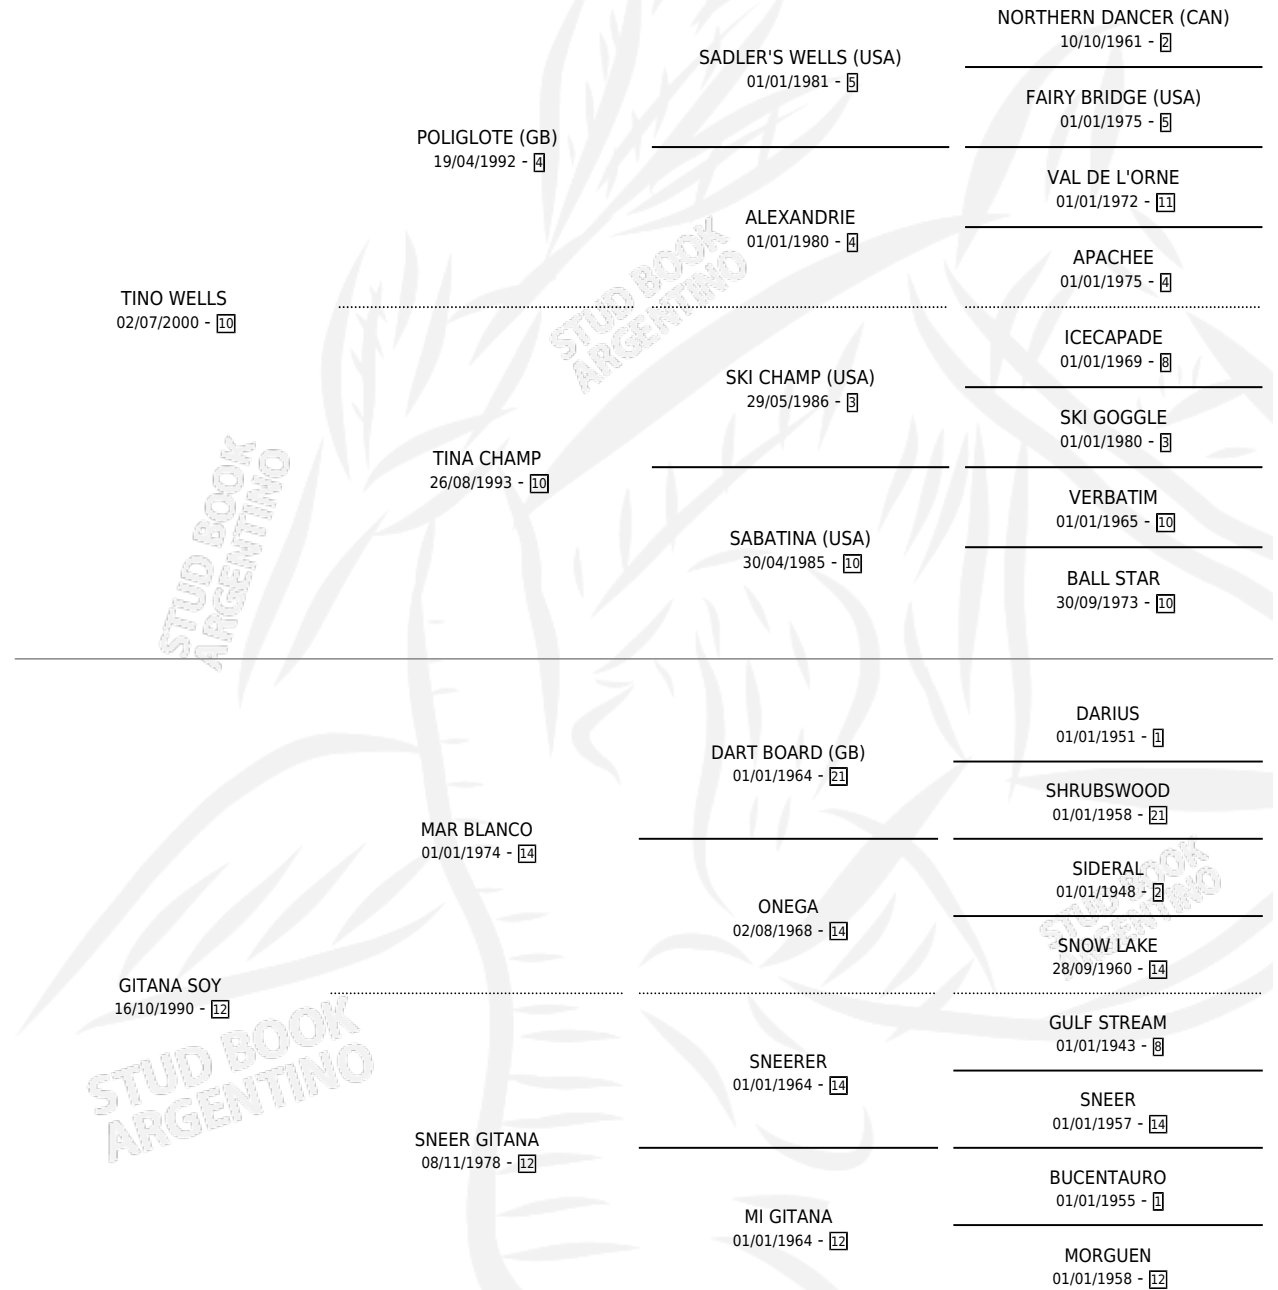 NORTHERN DANCER (CAN)
10/10/1961 - 2
SADLER'S WELLS (USA)
01/01/1981 - 5
FAIRY BRIDGE (USA)
01/01/1975 - 5
POLIGLOTE (GB)
19/04/1992 - 4
VAL DE L'ORNE
01/01/1972 - 11
ALEXANDRIE
01/01/1980 - 4
APACHEE
01/01/1975 - 4
TINO WELLS
02/07/2000 - 10
ICECAPADE
01/01/1969 - 8
SKI CHAMP (USA)
29/05/1986 - 3
SKI GOGGLE
01/01/1980 - 3
TINA CHAMP
26/08/1993 - 10
VERBATIM
01/01/1965 - 10
SABATINA (USA)
30/04/1985 - 10
BALL STAR
30/09/1973 - 10
STUD BOOK
ARGENTINO
STUD BOOK
ARGENTINO
DARIUS
01/01/1951 - 1
DART BOARD (GB)
01/01/1964 - 21
SHRUBSWOOD
01/01/1958 - 21
MAR BLANCO
01/01/1974 - 14
SIDERAL
01/01/1948 - 2
ONEGA
02/08/1968 - 14
SNOW LAKE
28/09/1960 - 14
GITANA SOY
16/10/1990 - 12
GULF STREAM
01/01/1943 - 8
SNEERER
01/01/1964 - 14
SNEER
01/01/1957 - 14
SNEER GITANA
08/11/1978 - 12
BUCENTAURO
01/01/1955 - 1
MI GITANA
01/01/1964 - 12
MORGUEN
01/01/1958 - 12
STUD BOOK
ARGENTINO
STUD BOOK
ARGENTINO